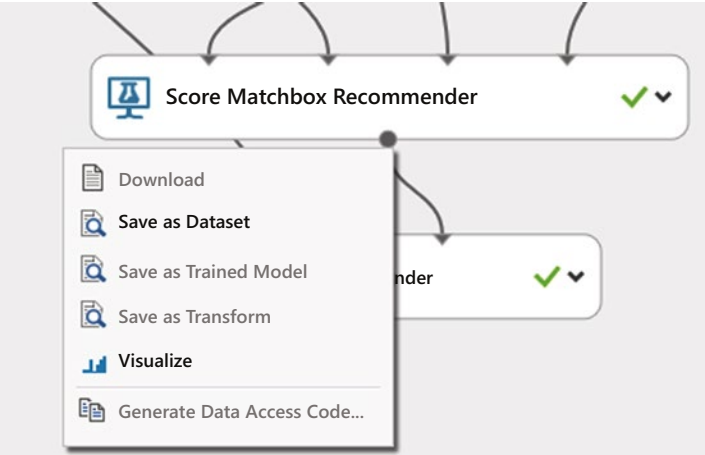 Score Matchbox Recommender
Download
Save as Dataset
Save as Trained Model
nder
Save as Transform
Visualize
Generate Data Access Code...